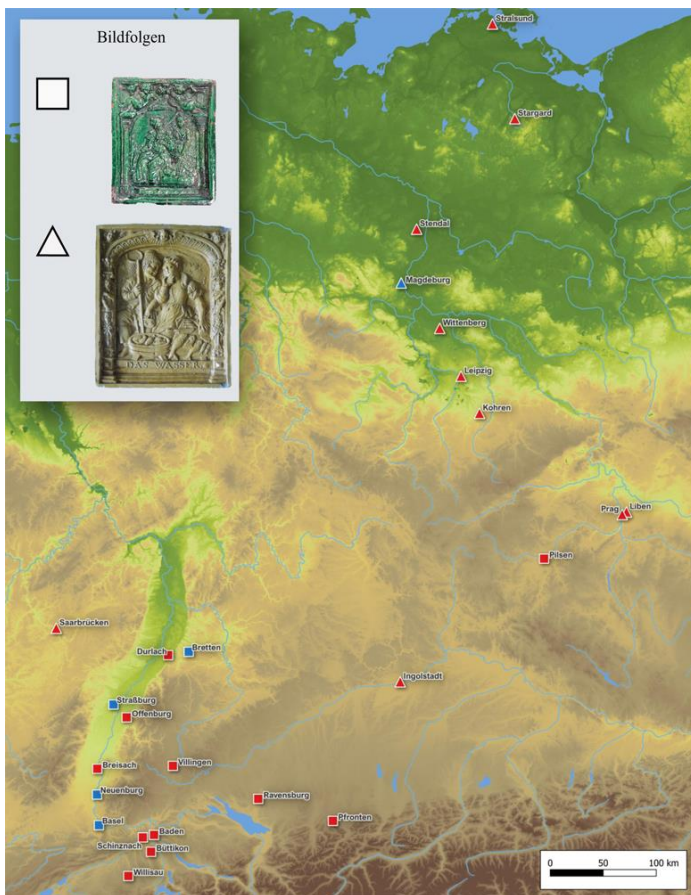 Bildfolgen
DAS WASSER
Stralsund
Stargard
Stendal
Magdeburg
Wittenberg
Leipzig
Kohren
Prag
Liben
Pilsen
Saarbrücken
Durlach
Bretten
Ingolstadt
Straßburg
Offenburg
Breisach
Villingen
Neuenburg
Ravensburg
Basel
Pfronten
Baden
Schinznach
Büttikon
Willisau
0 50 100 km